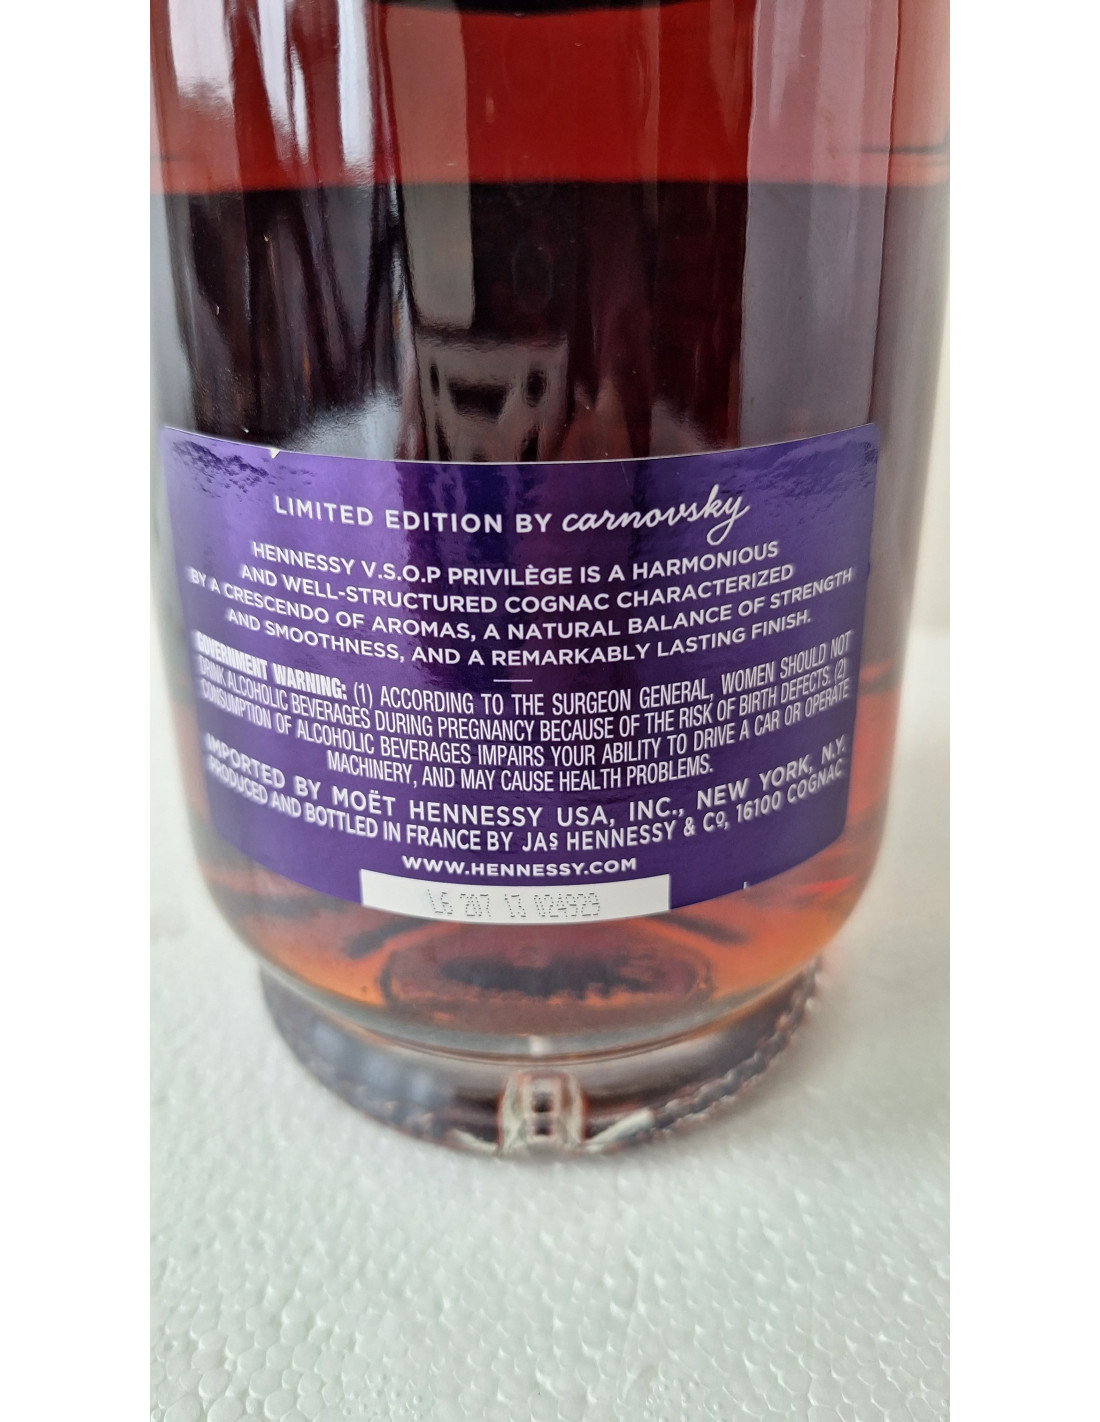 LIMITED EDITION BY carnovsky
HENNESSY V.S.O.P PRIVILÈGE IS A HARMONIOUS
AND WELL-STRUCTURED COGNAC CHARACTERIZED
BY A CRESCENDO OF AROMAS, A NATURAL BALANCE OF STRENGTH
AND SMOOTHNESS, AND A REMARKABLY LASTING FINISH.
GOVERNMENT WARNING: (1) ACCORDING TO THE SURGEON GENERAL, WOMEN SHOULD NOT
DRINK ALCOHOLIC BEVERAGES DURING PREGNANCY BECAUSE OF THE RISK OF BIRTH DEFECTS. (2)
CONSUMPTION OF ALCOHOLIC BEVERAGES IMPAIRS YOUR ABILITY TO DRIVE A CAR OR OPERATE
MACHINERY, AND MAY CAUSE HEALTH PROBLEMS.
IMPORTED BY MOËT HENNESSY USA, INC., NEW YORK, N.Y.
PRODUCED AND BOTTLED IN FRANCE BY JAS HENNESSY & Cº, 16100 COGNAC
WWW.HENNESSY.COM
L6 207 13 024929